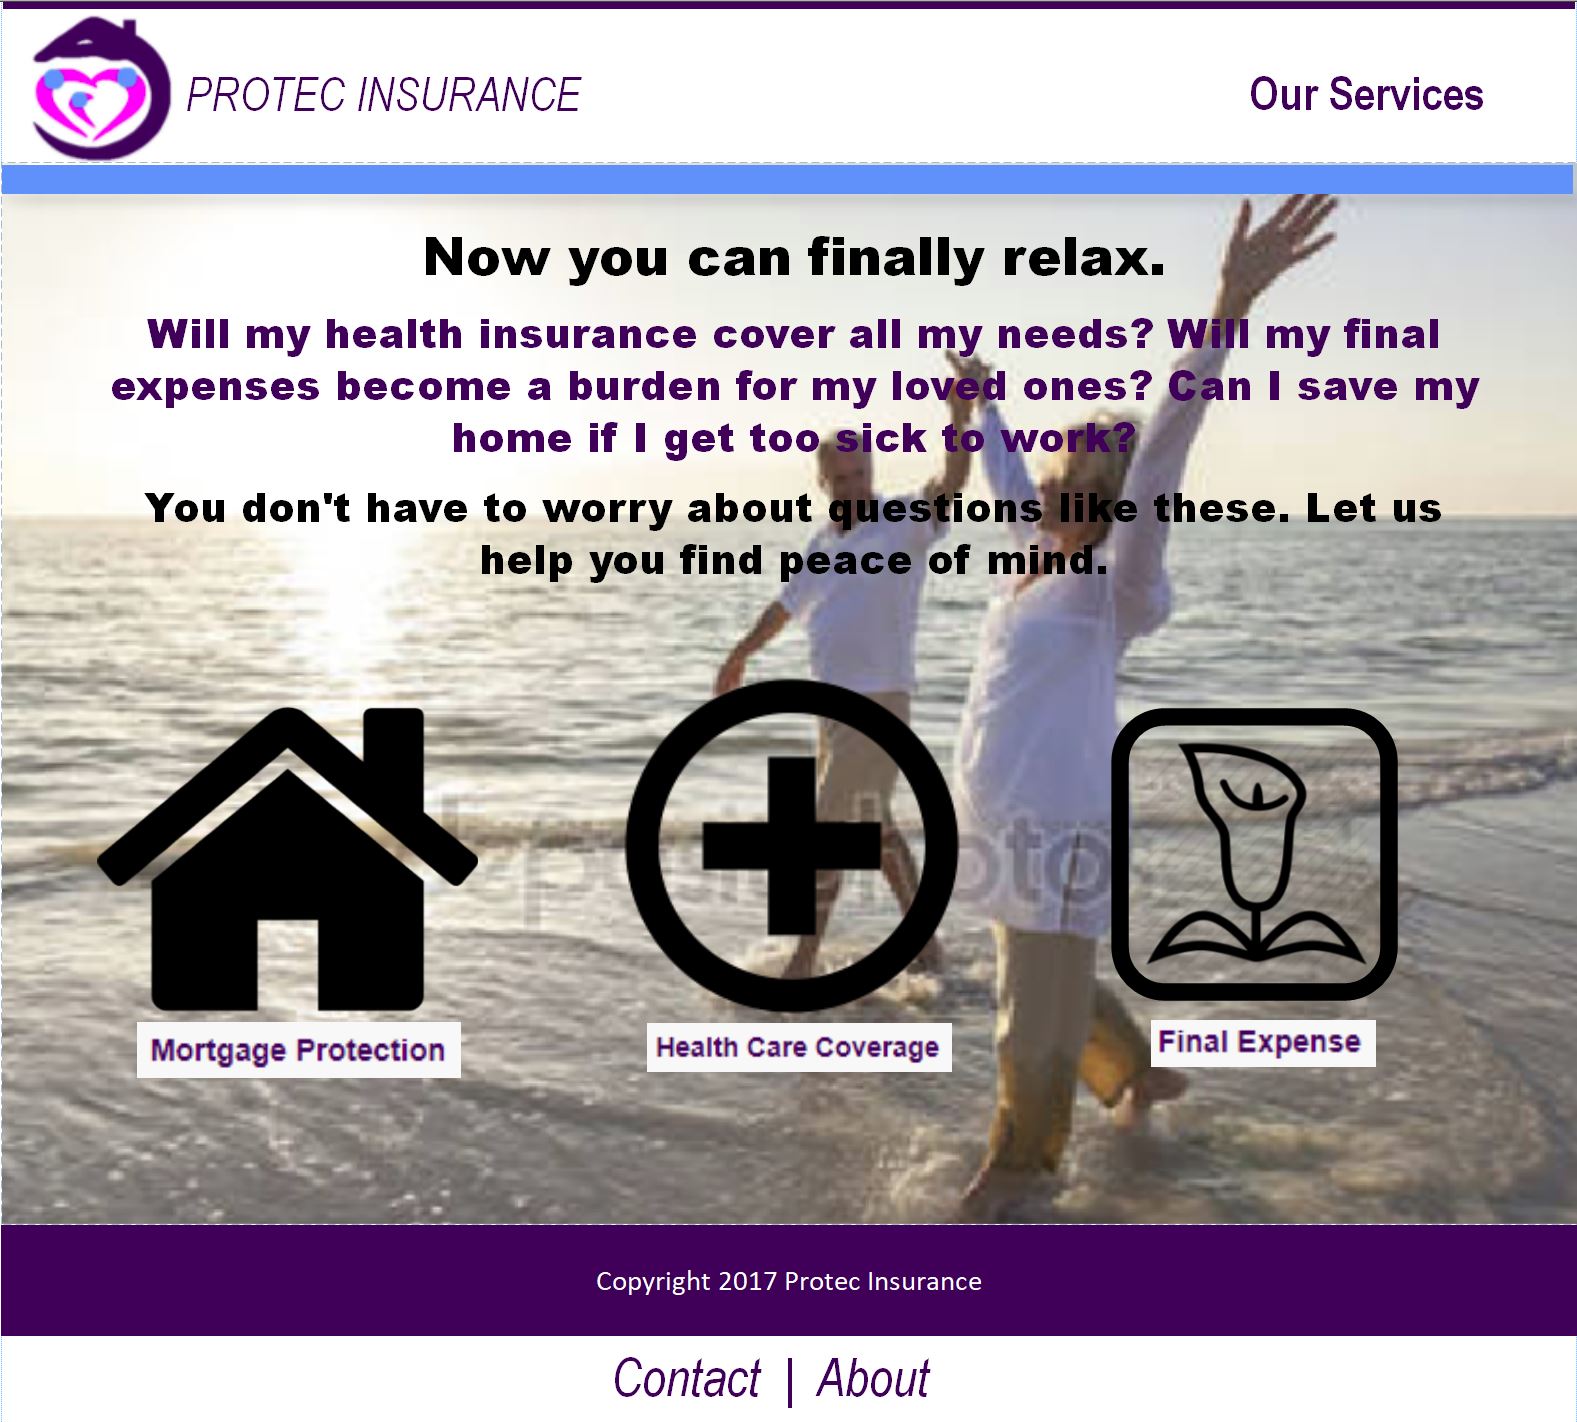 PROTEC INSURANCE
Our Services
Now you can finally relax.
Will my health insurance cover all my needs? Will my final
expenses become a burden for my loved ones? Can I save my
home if I get too sick to work?
You don't have to worry about questions like these. Let us
help you find peace of mind.
Mortgage Protection
Health Care Coverage
Final Expense
Copyright 2017 Protec Insurance
Contact | About